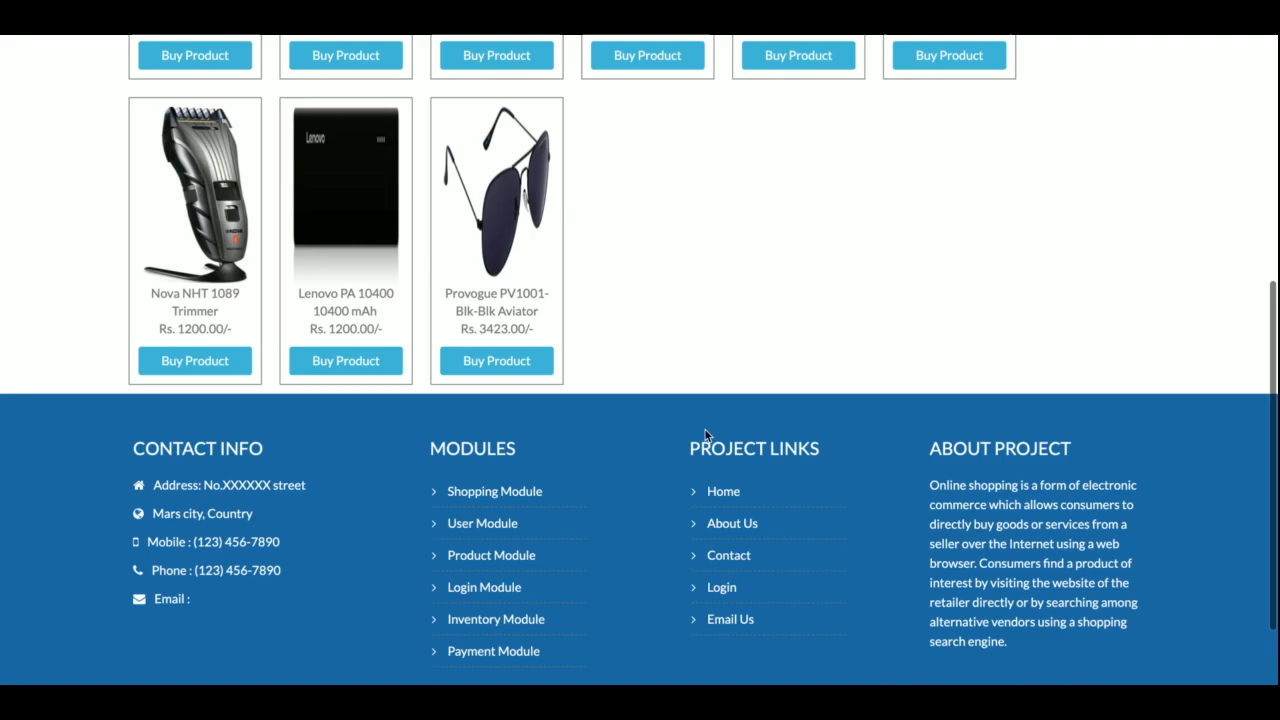 Buy Product Buy Product Buy Product Buy Product Buy Product Buy Product
Lenovo
NOVA
Nova NHT 1089
Trimmer
Rs. 1200.00/-
Buy Product
Lenovo PA 10400
10400 mAh
Rs. 1200.00/-
Buy Product
Provogue PV1001-
Blk-Blk Aviator
Rs. 3423.00/-
Buy Product
CONTACT INFO
Address: No.XXXXXX street
Mars city, Country
Mobile : (123) 456-7890
Phone : (123) 456-7890
Email :
MODULES
Shopping Module
User Module
Product Module
Login Module
Inventory Module
Payment Module
PROJECT LINKS
Home
About Us
Contact
Login
Email Us
ABOUT PROJECT
Online shopping is a form of electronic
commerce which allows consumers to
directly buy goods or services from a
seller over the Internet using a web
browser. Consumers find a product of
interest by visiting the website of the
retailer directly or by searching among
alternative vendors using a shopping
search engine.